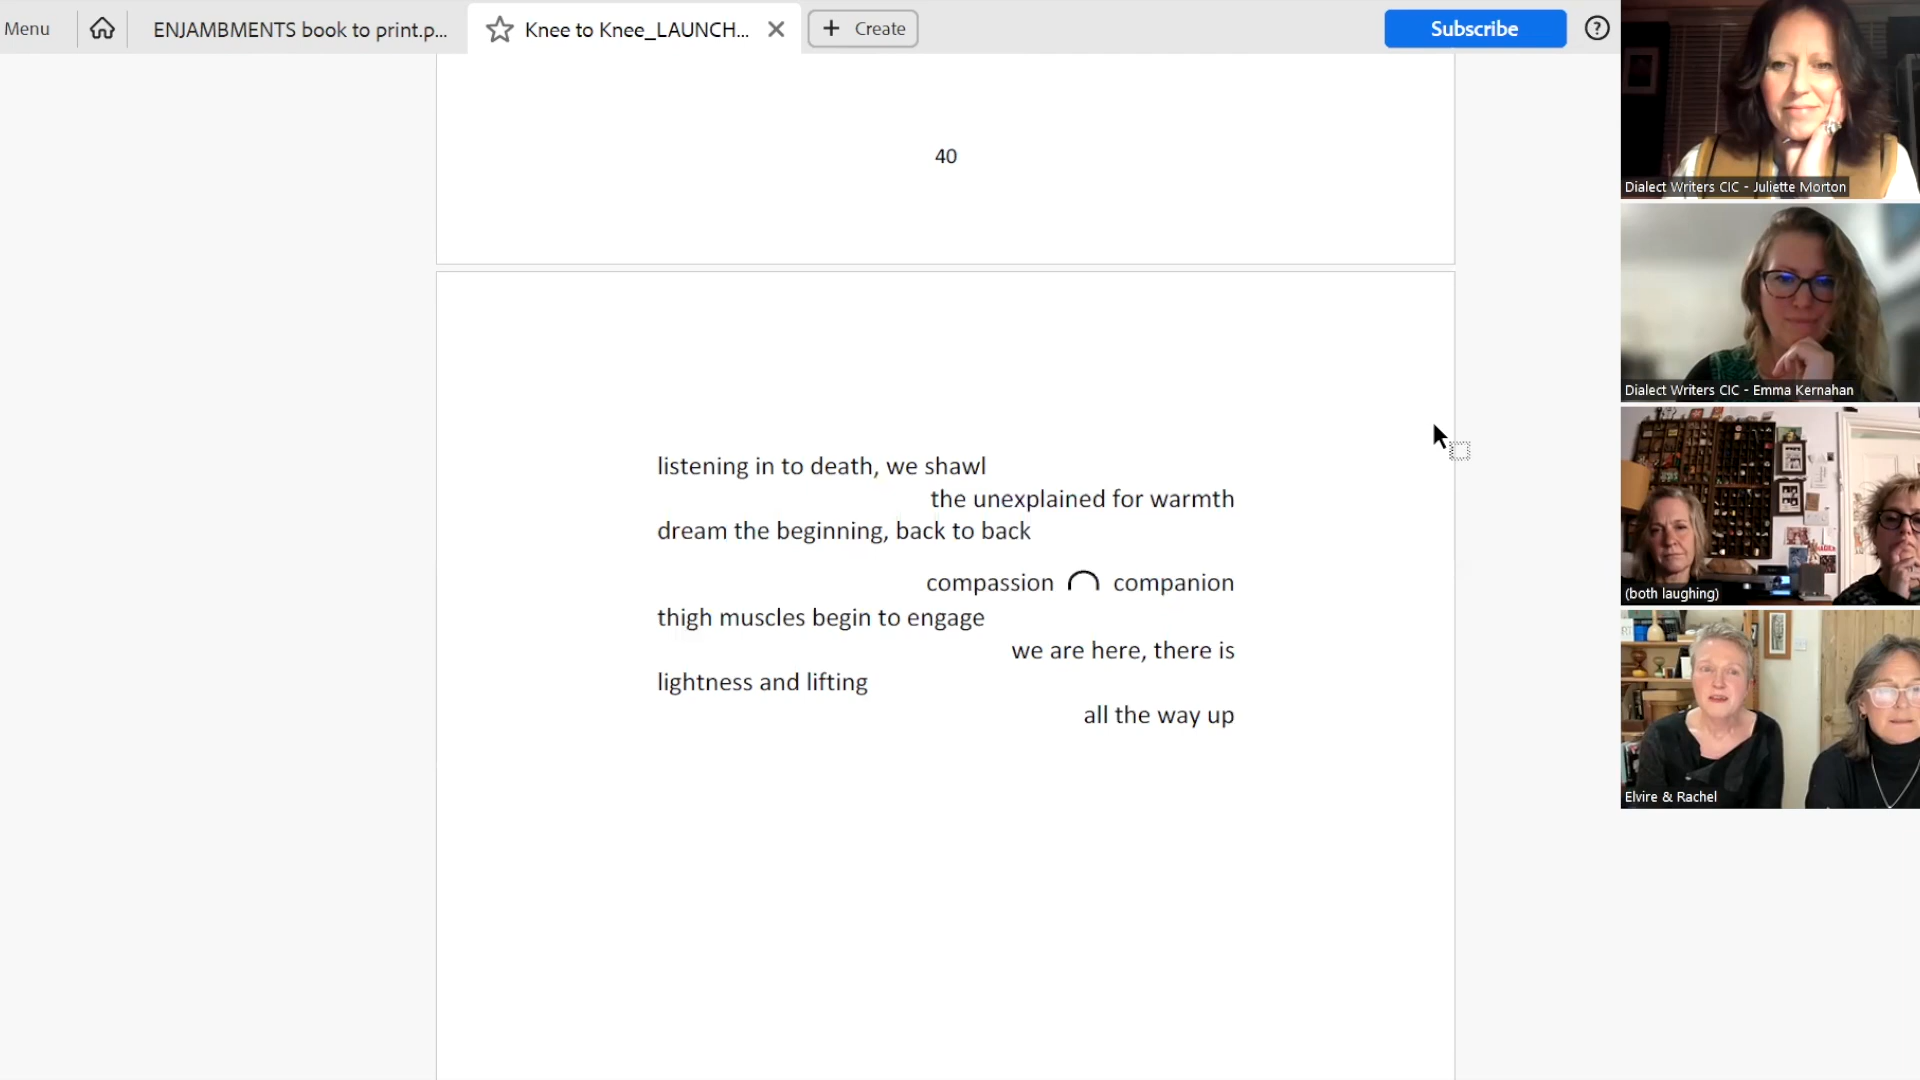 Menu
ENJAMBMENTS book to print.p...
Knee to Knee_LAUNCH...
Create
Subscribe
40
listening in to death, we shawl
the unexplained for warmth
dream the beginning, back to back
compassion ⌒ companion
thigh muscles begin to engage
we are here, there is
lightness and lifting
all the way up
Dialect Writers CIC - Juliette Morton
Dialect Writers CIC - Emma Kernahan
(both laughing)
Elvire & Rachel